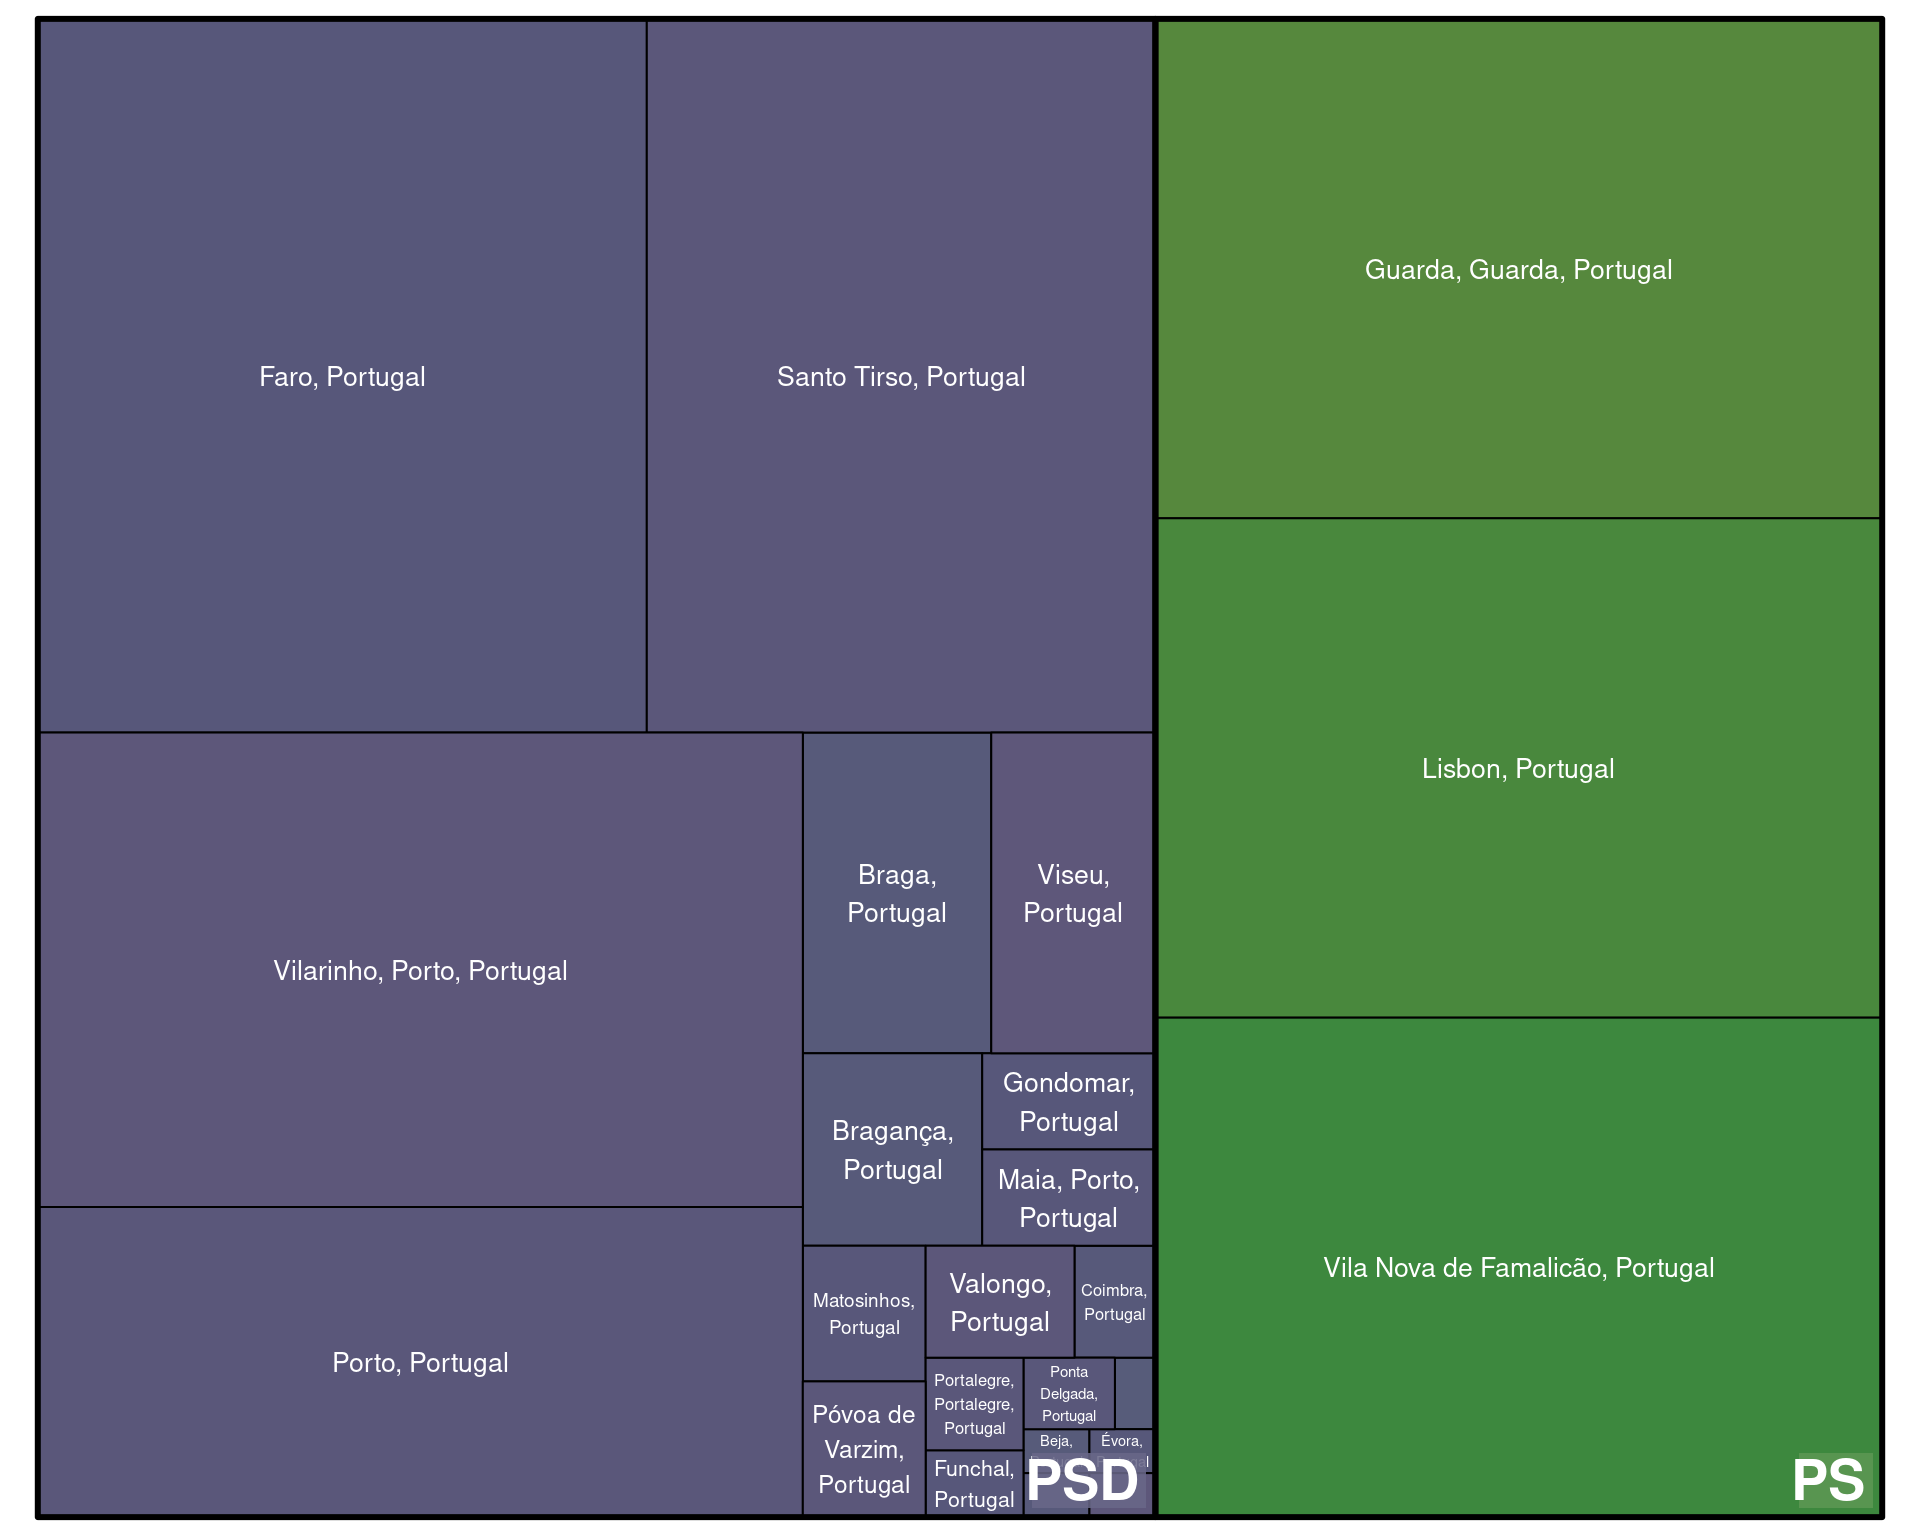 Faro, Portugal
Santo Tirso, Portugal
Guarda, Guarda, Portugal
Lisbon, Portugal
Vilarinho, Porto, Portugal
Braga,
Portugal
Viseu,
Portugal
Bragança,
Portugal
Gondomar,
Portugal
Maia, Porto,
Portugal
Vila Nova de Famalicão, Portugal
Porto, Portugal
Matosinhos,
Portugal
Valongo,
Portugal
Coimbra,
Portugal
Póvoa de
Varzim,
Portugal
Portalegre,
Portalegre,
Portugal
Ponta
Delgada,
Portugal
Funchal,
Portugal
Beja,
Évora,
PSD
PS